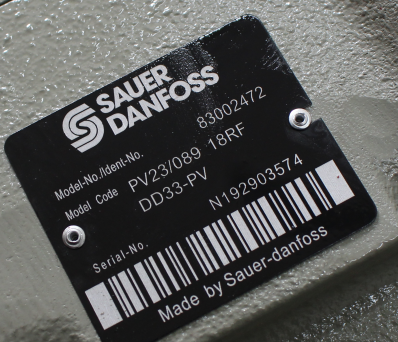 SAUER
DANFOSS
Model-No./Ident-No. 83002472
Model Code PV23/089 18RF
DD33-PV
Serial-No. N192903574
Made by Sauer-danfoss